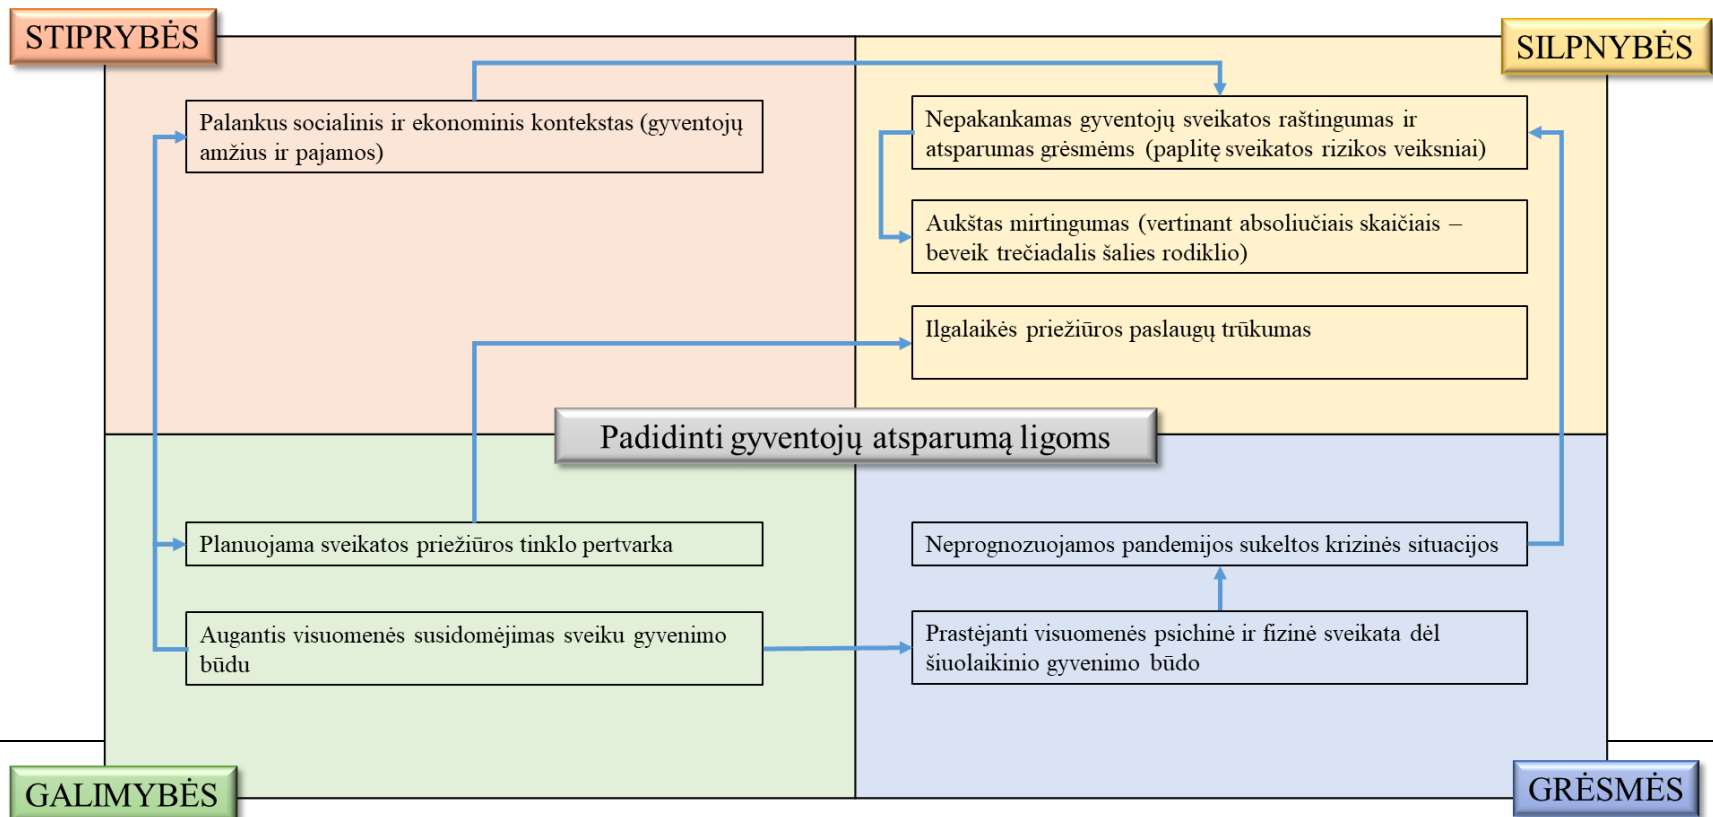 STIPRYBĖS
SILPNYBĖS
Palankus socialinis ir ekonominis kontekstas (gyventojų
amžius ir pajamos)
Nepakankamas gyventojų sveikatos raštingumas ir
atsparumas grėsmėms (paplitę sveikatos rizikos veiksniai)
Aukštas mirtingumas (vertinant absoliučiais skaičiais –
beveik trečiadalis šalies rodiklio)
Ilgalaikės priežiūros paslaugų trūkumas
Padidinti gyventojų atsparumą ligoms
Planuojama sveikatos priežiūros tinklo pertvarka
Augantis visuomenės susidomėjimas sveiku gyvenimo
būdu
Neprognozuojamos pandemijos sukeltos krizinės situacijos
Prastėjanti visuomenės psichinė ir fizinė sveikata dėl
šiuolaikinio gyvenimo būdo
GALIMYBĖS
GRĖSMĖS